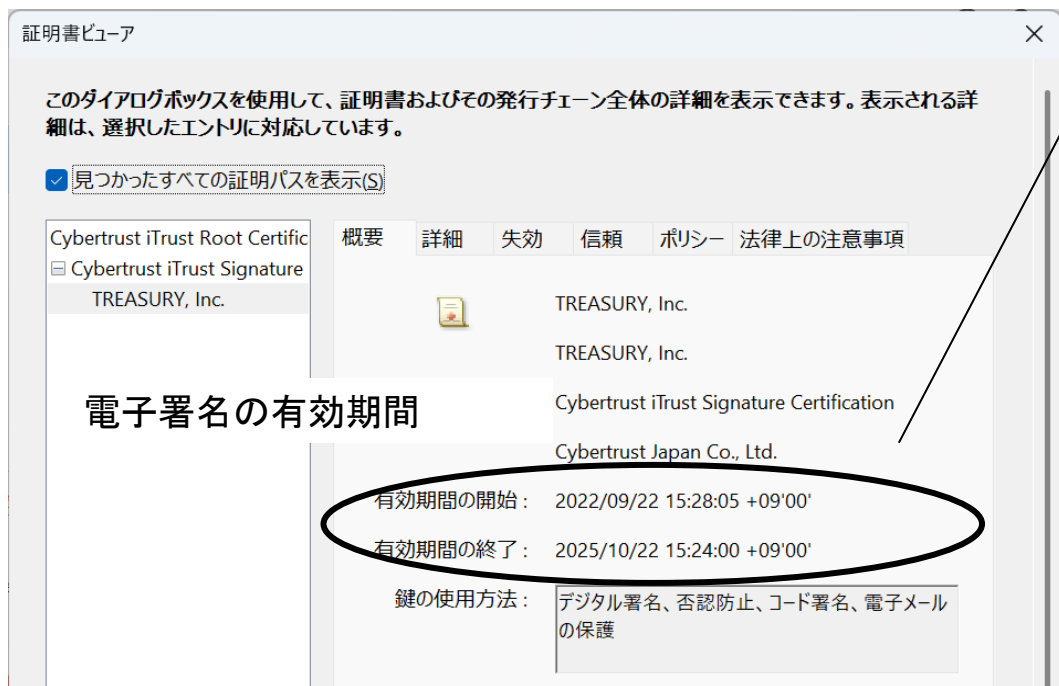 証明書ビューア
このダイアログボックスを使用して、証明書およびその発行チェーン全体の詳細を表示できます。表示される詳
細は、選択したエントリに対応しています。
見つかったすべての証明パスを表示(S)
Cybertrust iTrust Root Certific
Cybertrust iTrust Signature
TREASURY, Inc.
概要 詳細 失効 信頼 ポリシー 法律上の注意事項
TREASURY, Inc.
TREASURY, Inc.
電子署名の有効期間
Cybertrust iTrust Signature Certification
Cybertrust Japan Co., Ltd.
有効期間の開始 : 2022/09/22 15:28:05 +09'00'
有効期間の終了 : 2025/10/22 15:24:00 +09'00'
鍵の使用方法 : デジタル署名、否認防止、コード署名、電子メール
の保護